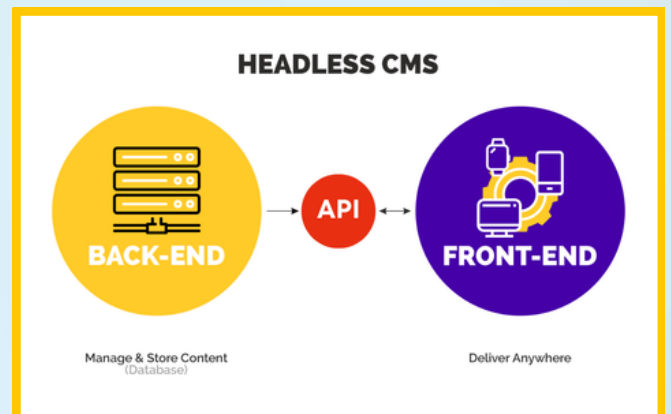 HEADLESS CMS
BACK-END
API
FRONT-END
Manage & Store Content
(Database)
Deliver Anywhere